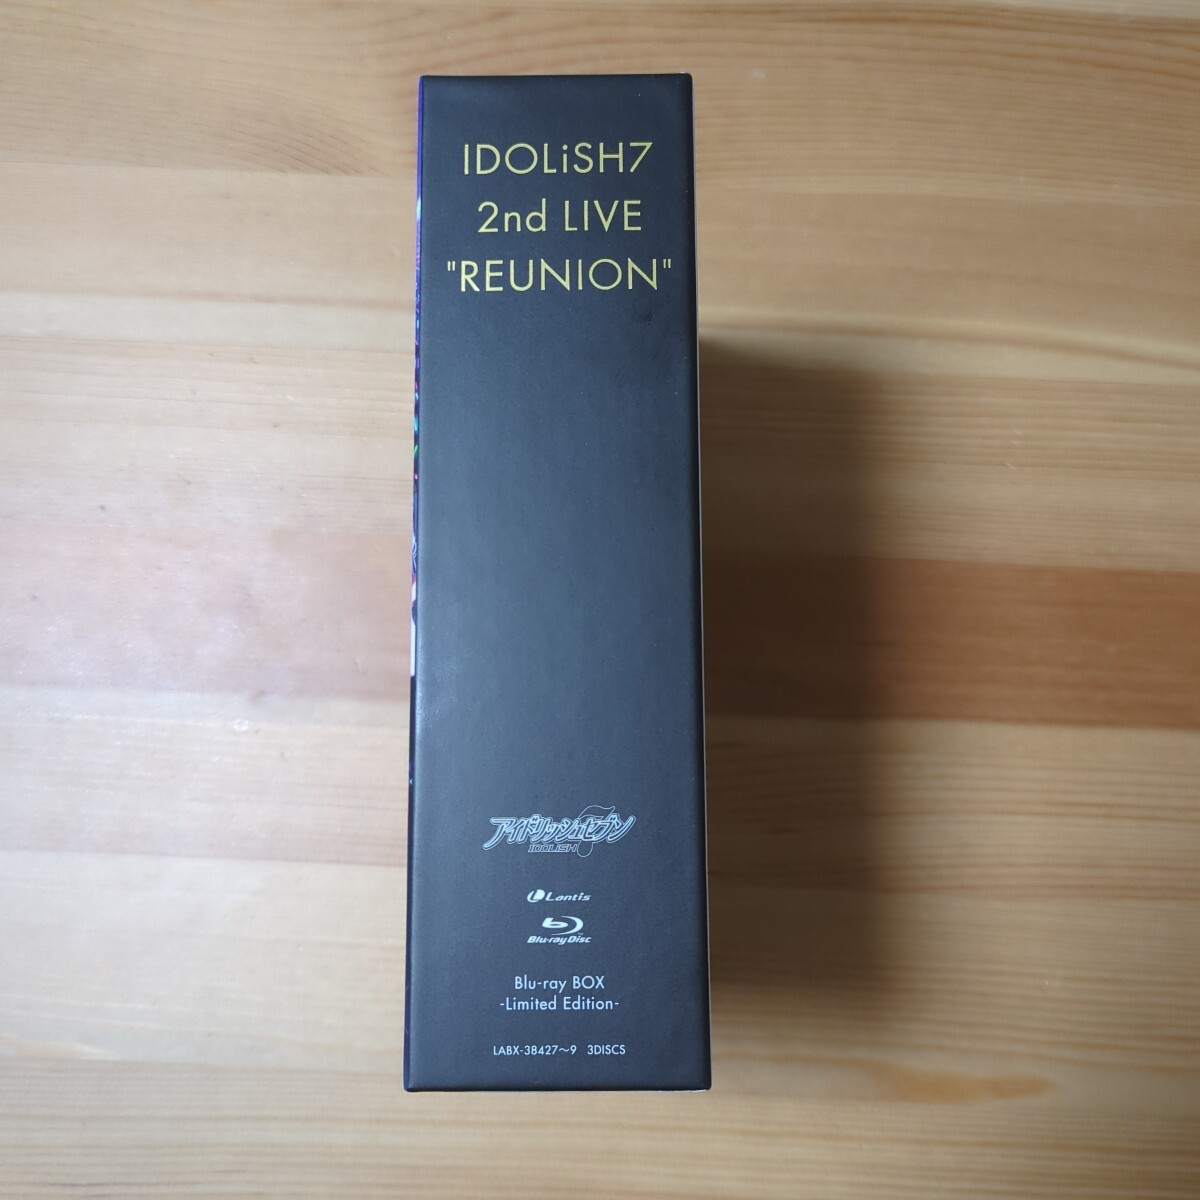 IDOLiSH7
2nd LIVE
"REUNION"
アイドリッシュセブン
IDOLiSH7
Lantis
Blu-ray Disc
Blu-ray BOX
-Limited Edition-
LABX-38427～9 3DISCS